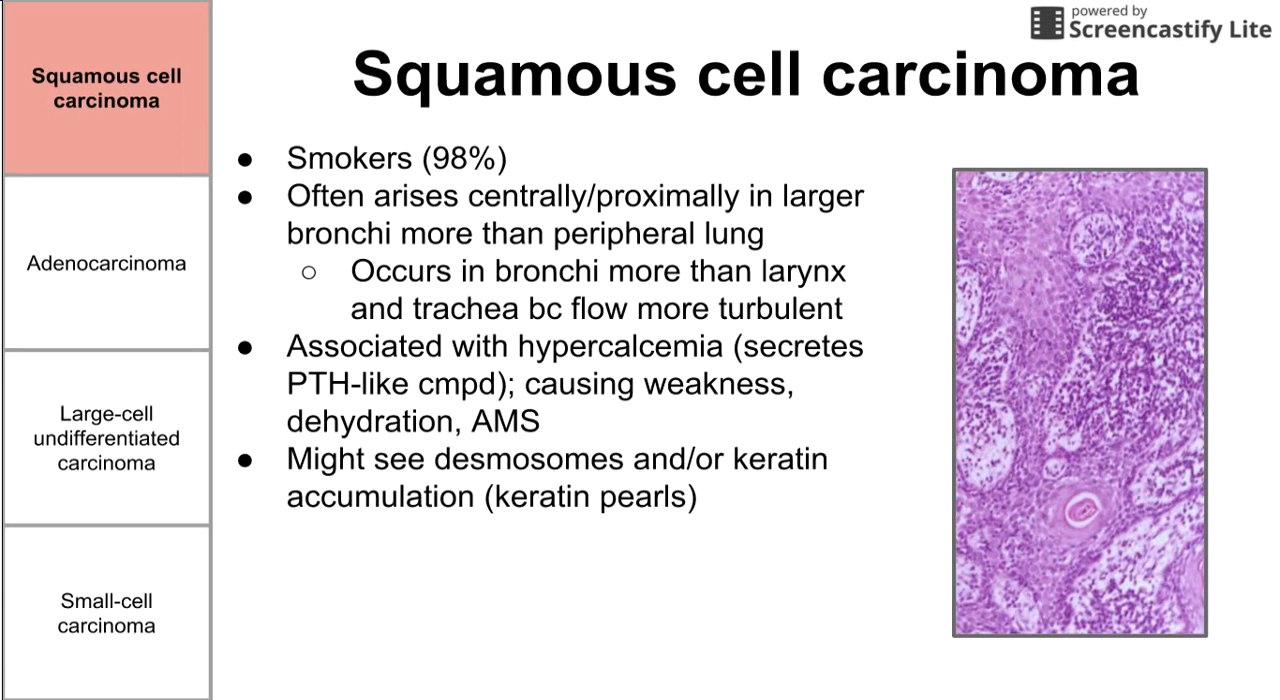 powered by
Screencastify Lite
Squamous cell
carcinoma
Adenocarcinoma
Large-cell
undifferentiated
carcinoma
Small-cell
carcinoma
Squamous cell carcinoma
● Smokers (98%)
● Often arises centrally/proximally in larger
bronchi more than peripheral lung
○ Occurs in bronchi more than larynx
and trachea bc flow more turbulent
● Associated with hypercalcemia (secretes
PTH-like cmpd); causing weakness,
dehydration, AMS
● Might see desmosomes and/or keratin
accumulation (keratin pearls)